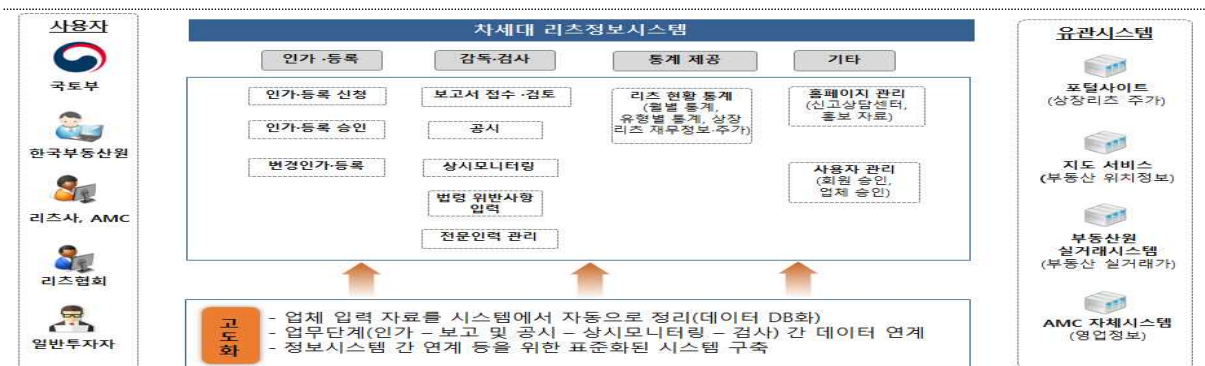 사용자
국토부
한국부동산원
리츠사, AMC
리츠협회
일반투자자
차세대 리츠정보시스템
인가 ·등록
인가·등록 신청
인가·등록 승인
변경인가·등록
감독·검사
보고서 접수 ·검토
공시
상시모니터링
법령 위반사항
입력
전문인력 관리
통계 제공
리츠 현황 통계
(월별 통계,
유형별 통계, 상장
리츠 재무정보·주가)
기타
홈페이지 관리
(신고상담센터,
홍보 자료)
사용자 관리
(회원 승인,
업체 승인)
고
도
화
- 업체 입력 자료를 시스템에서 자동으로 정리(데이터 DB화)
- 업무단계(인가 – 보고 및 공시 – 상시모니터링 – 검사) 간 데이터 연계
- 정보시스템 간 연계 등을 위한 표준화된 시스템 구축
유관시스템
포털사이트
(상장리츠 주가)
지도 서비스
(부동산 위치정보)
부동산원
실거래시스템
(부동산 실거래가)
AMC 자체시스템
(영업정보)